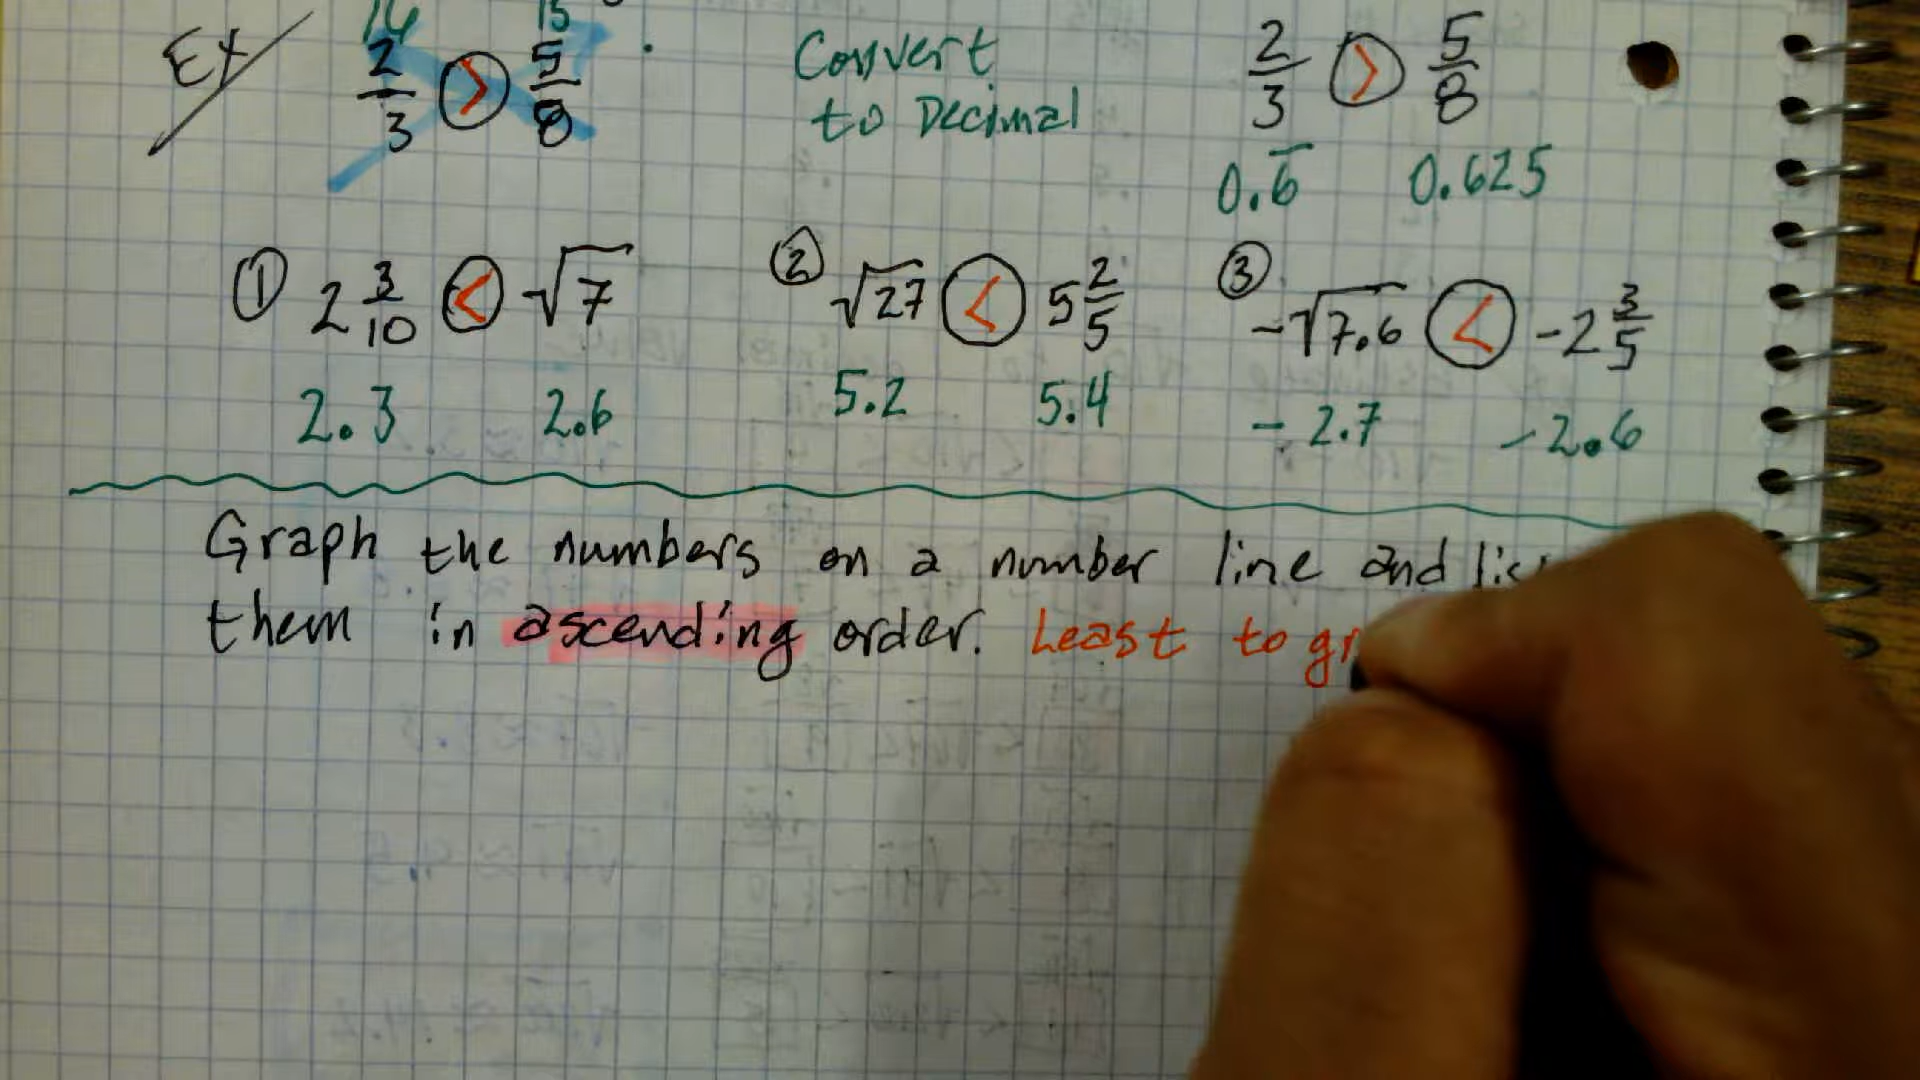 Ex 2/3 > 5/8 16 15 Convert to Decimal 2/3 > 5/8
0.6̅ 0.625
① 2 3/10 < √7 ② √27 < 5 2/5 ③ -√7.6 < -2 3/5
2.3 2.6 5.2 5.4 -2.7 -2.6
Graph the numbers on a number line and
them in ascending order. Least to gr